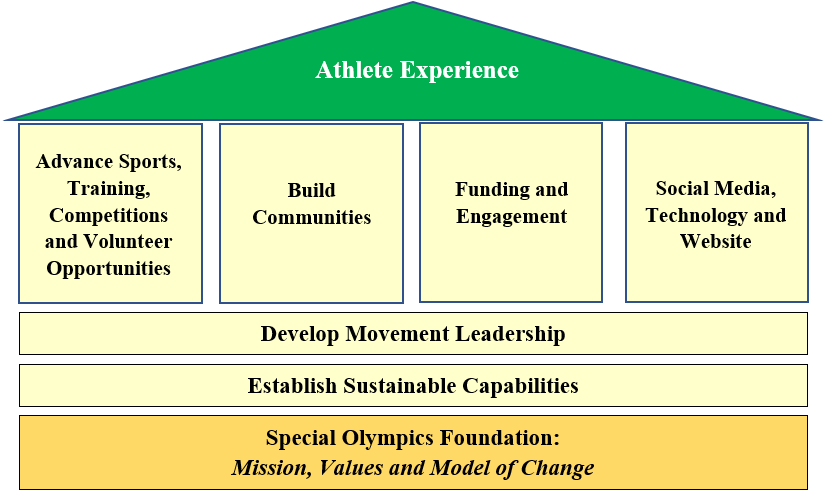 Athlete Experience
Advance Sports,
Training,
Competitions
and Volunteer
Opportunities
Build
Communities
Funding and
Engagement
Social Media,
Technology and
Website
Develop Movement Leadership
Establish Sustainable Capabilities
Special Olympics Foundation:
Mission, Values and Model of Change